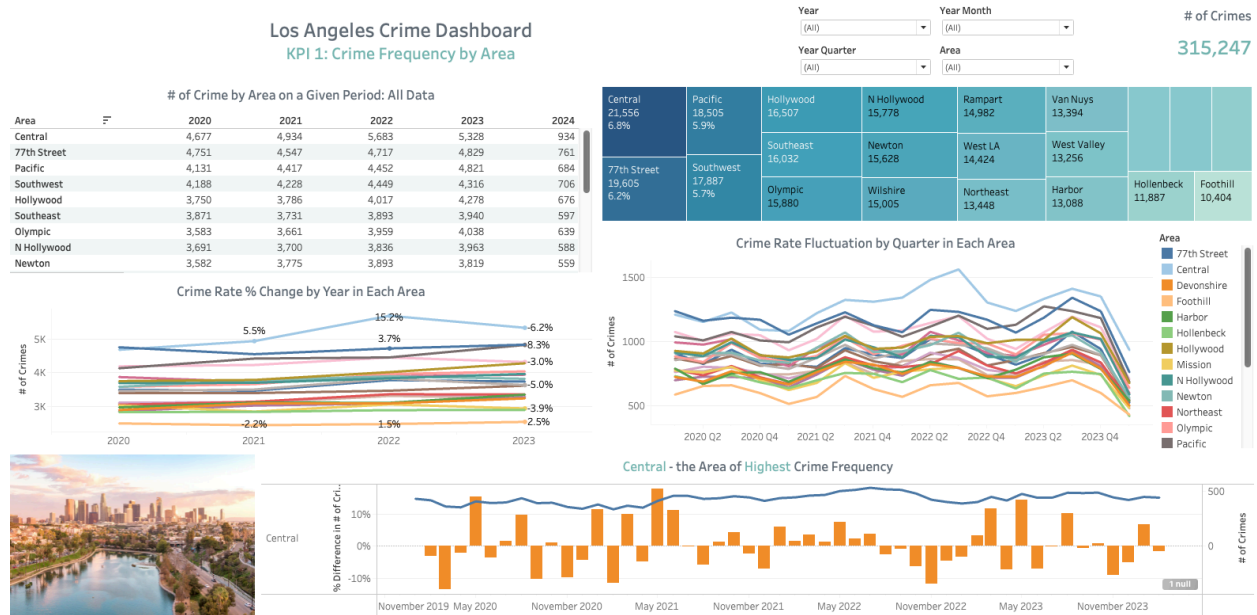 Los Angeles Crime Dashboard
KPI 1: Crime Frequency by Area
Year
(All)
Year Month
(All)
Year Quarter
(All)
Area
(All)
# of Crimes
315,247
# of Crime by Area on a Given Period: All Data
Area 2020 2021 2022 2023 2024
Central 4,677 4,934 5,683 5,328 934
77th Street 4,751 4,547 4,717 4,829 761
Pacific 4,131 4,417 4,452 4,821 684
Southwest 4,188 4,228 4,449 4,316 706
Hollywood 3,750 3,786 4,017 4,278 676
Southeast 3,871 3,731 3,893 3,940 597
Olympic 3,583 3,661 3,959 4,038 639
N Hollywood 3,691 3,700 3,836 3,963 588
Newton 3,582 3,775 3,893 3,819 559
Central
21,556
6.8%
77th Street
19,605
6.2%
Pacific
18,505
5.9%
Southwest
17,887
5.7%
Hollywood
16,507
Southeast
16,032
Olympic
15,880
N Hollywood
15,778
Newton
15,628
Wilshire
15,005
Rampart
14,982
West LA
14,424
Northeast
13,448
Van Nuys
13,394
West Valley
13,256
Harbor
13,088
Hollenbeck
11,887
Foothill
10,404
Crime Rate % Change by Year in Each Area
# of Crimes
5K
4K
3K
5.5%
15.2%
-6.2%
3.7%
8.3%
-3.0%
-5.0%
-3.9%
-2.2%
1.5%
2.5%
2020 2021 2022 2023
Crime Rate Fluctuation by Quarter in Each Area
# of Crimes
1500
1000
500
2020 Q2 2020 Q4 2021 Q2 2021 Q4 2022 Q2 2022 Q4 2023 Q2 2023 Q4
Area
77th Street
Central
Devonshire
Foothill
Harbor
Hollenbeck
Hollywood
Mission
N Hollywood
Newton
Northeast
Olympic
Pacific
Central - the Area of Highest Crime Frequency
Central
% Difference in # of Cri..
10%
0%
-10%
500
0
# of Crimes
1 null
November 2019 May 2020 November 2020 May 2021 November 2021 May 2022 November 2022 May 2023 November 2023